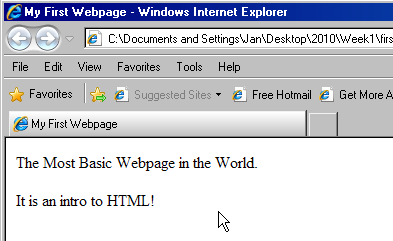 My First Webpage - Windows Internet Explorer
C:\Documents and Settings\Jan\Desktop\2010\Week1\firs
File Edit View Favorites Tools Help
Favorites Suggested Sites Free Hotmail Get More A
My First Webpage
The Most Basic Webpage in the World.
It is an intro to HTML!